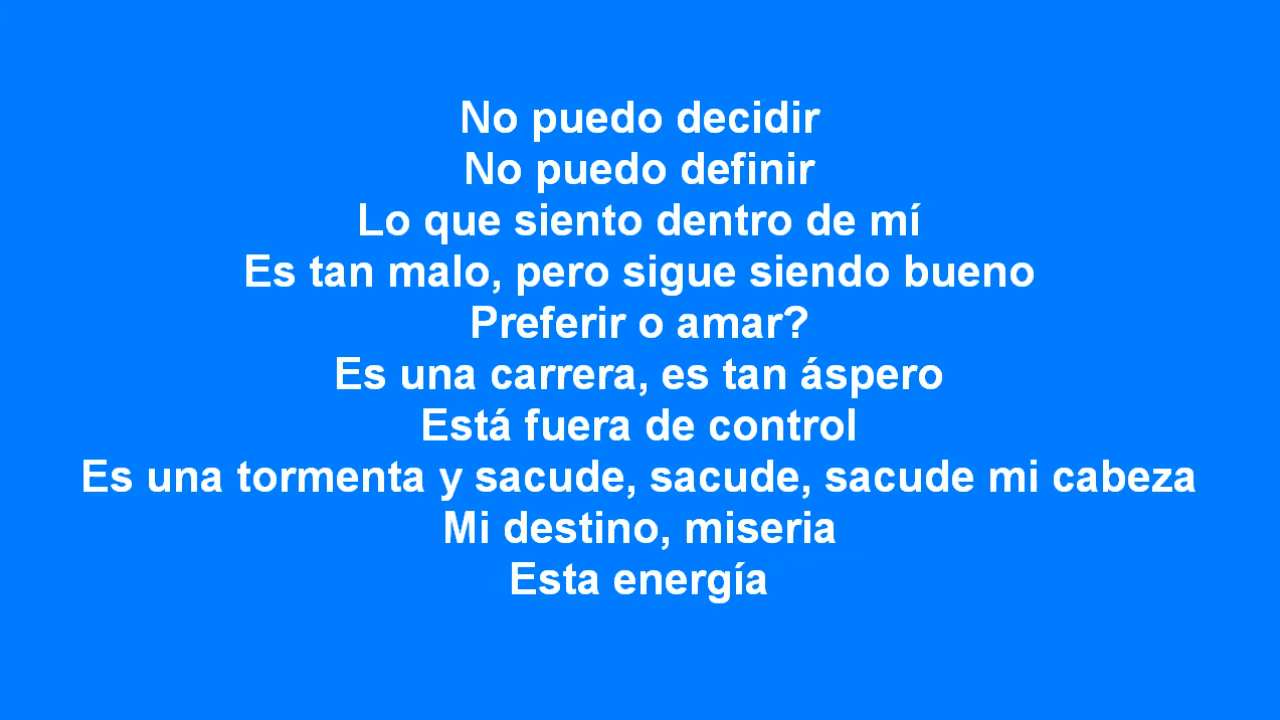 No puedo decidir
No puedo definir
Lo que siento dentro de mí
Es tan malo, pero sigue siendo bueno
Preferir o amar?
Es una carrera, es tan áspero
Está fuera de control
Es una tormenta y sacude, sacude, sacude mi cabeza
Mi destino, miseria
Esta energía